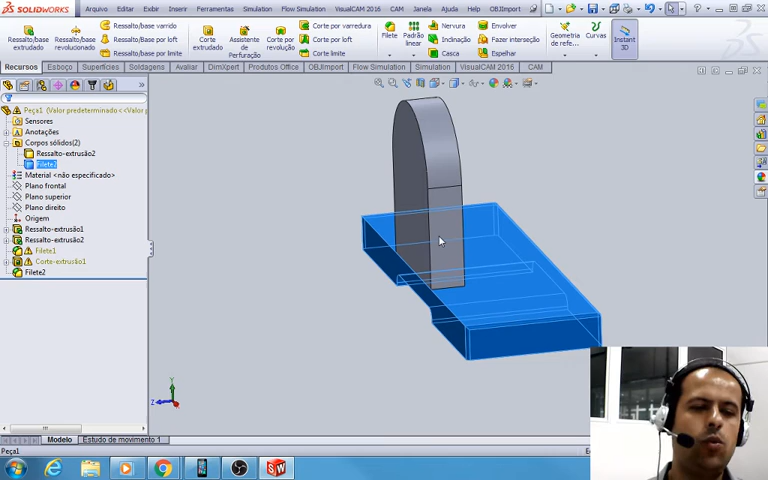 SOLIDWORKS Arquivo Editar Exibir Inserir Ferramentas Simulation Flow Simulation VisualCAM 2016 CAM Janela Ajuda OBJImport
Ressalto/base extrudado
Ressalto/base revolucionado
Ressalto/base varrido
Ressalto/base por loft
Ressalto/base por limite
Corte extrudado
Assistente de Perfuração
Corte por revolução
Corte por varredura
Corte por loft
Corte limite
Filete
Padrão linear
Nervura
Inclinação
Casca
Envolver
Fazer interseção
Espelhar
Geometria de refe...
Curvas
Instant 3D
Recursos Esboço Superfícies Soldagens Avaliar DimXpert Produtos Office OBJImport Flow Simulation Simulation VisualCAM 2016 CAM
Peça1 (Valor predeterminado<<Valor p
Sensores
Anotações
Corpos sólidos(2)
Ressalto-extrusão2
Filete2
Material <não especificado>
Plano frontal
Plano superior
Plano direito
Origem
Ressalto-extrusão1
Ressalto-extrusão2
Filete1
Corte-extrusão1
Filete2
Y
Z
Modelo Estudo de movimento 1
Peça1